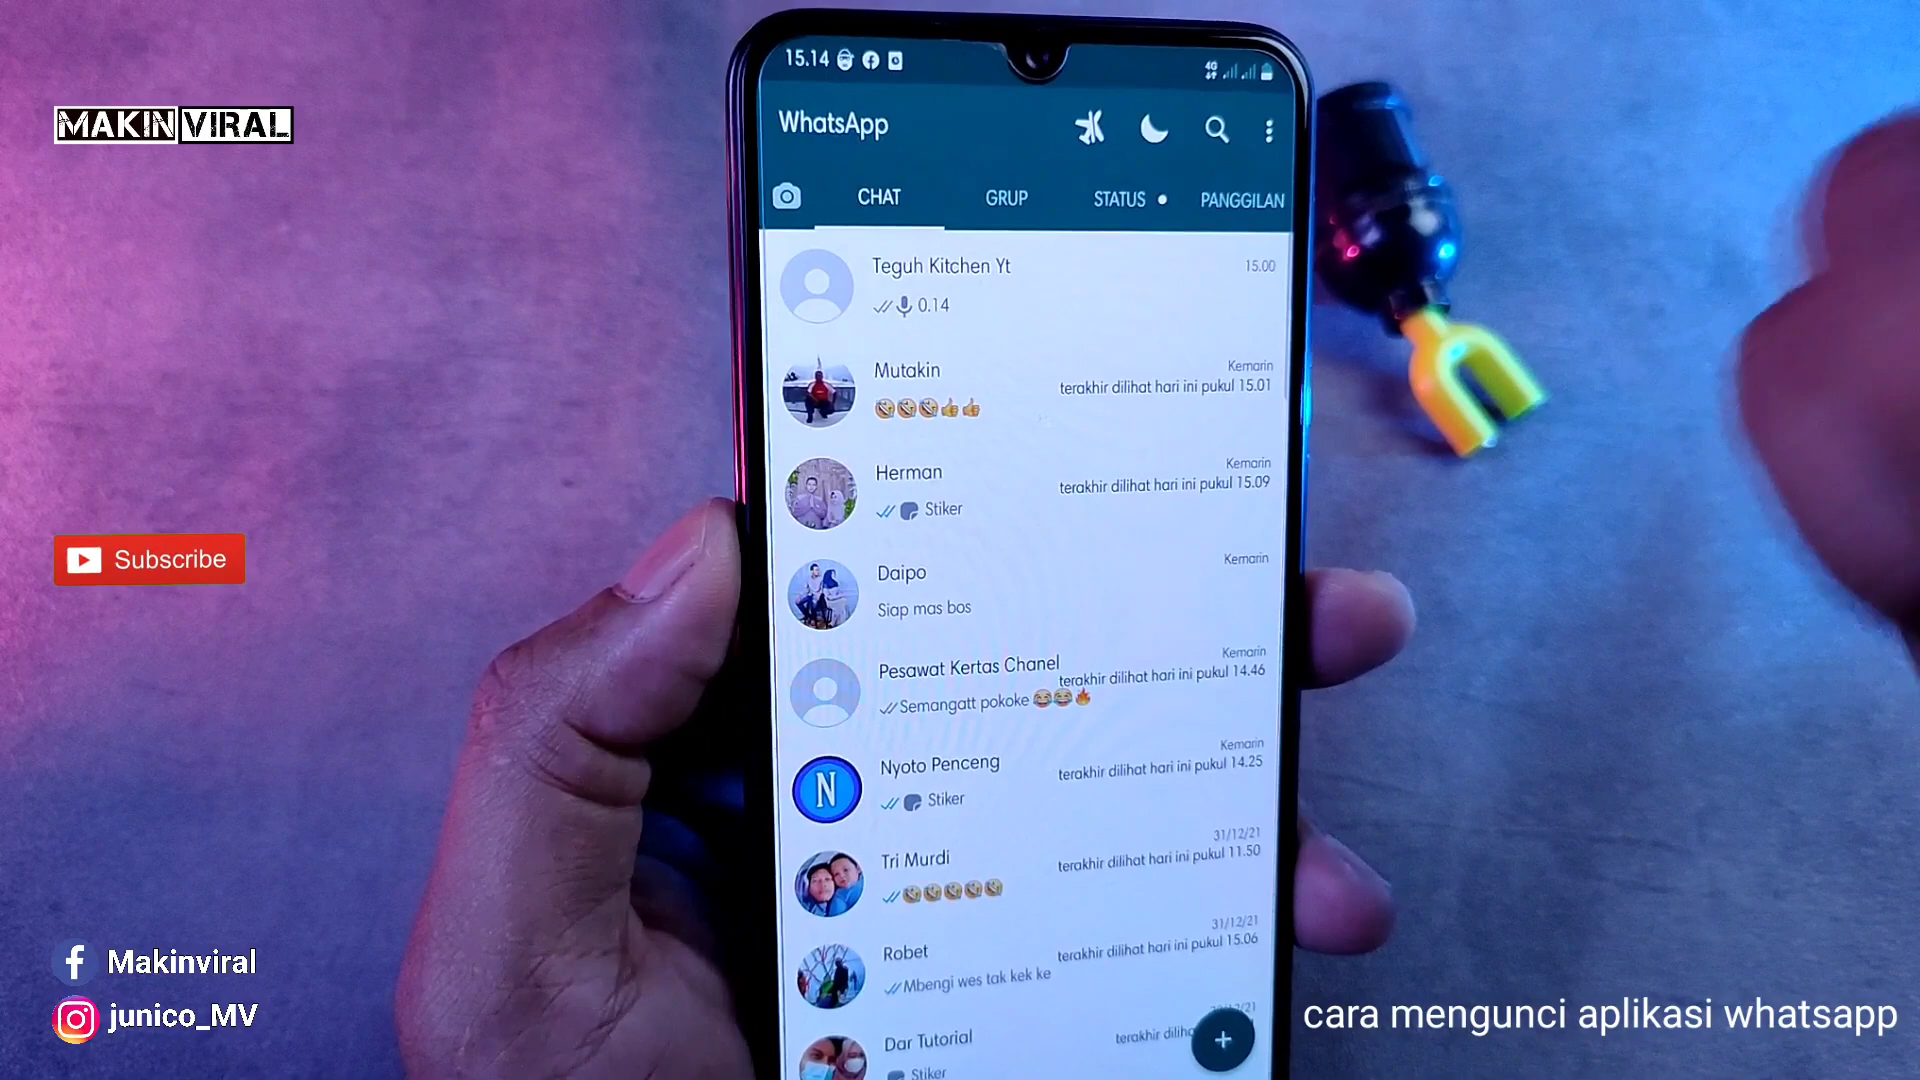 15.14
4G
MAKIN VIRAL
WhatsApp
CHAT
GRUP
STATUS
PANGGILAN
Teguh Kitchen Yt
15.00
0.14
Mutakin
Kemarin
terakhir dilihat hari ini pukul 15.01
Herman
Kemarin
terakhir dilihat hari ini pukul 15.09
Stiker
Subscribe
Daipo
Kemarin
Siap mas bos
Pesawat Kertas Chanel
Kemarin
terakhir dilihat hari ini pukul 14.46
Semangatt pokoke 😂😂🔥
Nyoto Penceng
Kemarin
terakhir dilihat hari ini pukul 14.25
N
Stiker
Tri Murdi
31/12/21
terakhir dilihat hari ini pukul 11.50
Robet
31/12/21
terakhir dilihat hari ini pukul 15.06
Mbengi wes tak kek ke
Makinviral
junico_MV
Dar Tutorial
terakhir
Stiker
cara mengunci aplikasi whatsapp